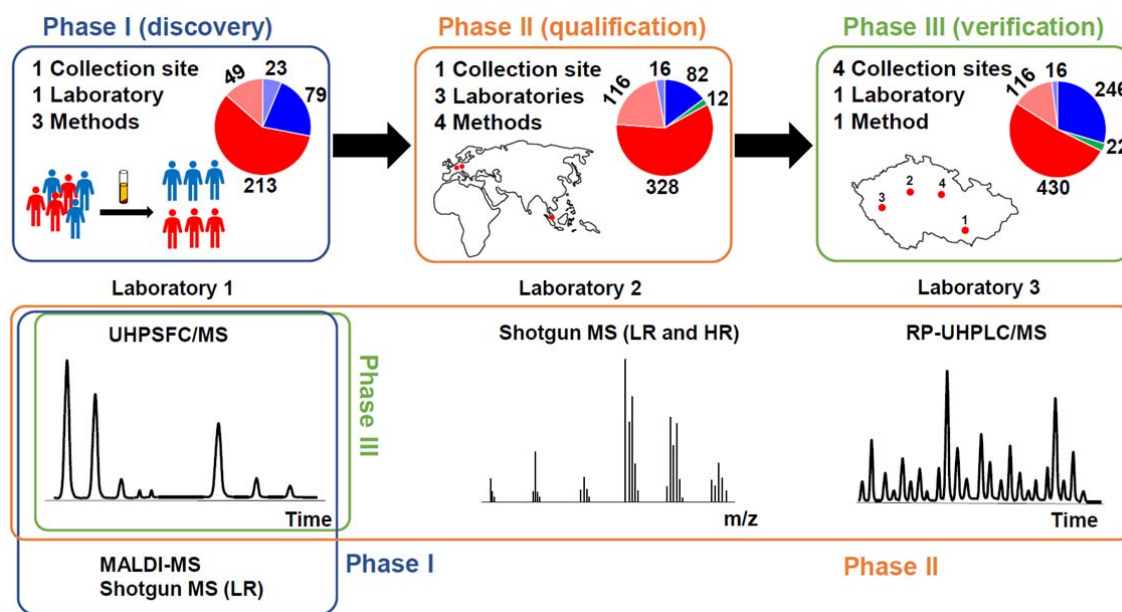 Phase I (discovery)
1 Collection site
1 Laboratory
3 Methods
49
23
79
213
Phase II (qualification)
1 Collection site
3 Laboratories
4 Methods
116
16
82
12
328
Phase III (verification)
4 Collection sites
1 Laboratory
1 Method
116
16
246
22
430
2
4
3
1
Laboratory 1
Laboratory 2
Laboratory 3
UHPSFC/MS
Shotgun MS (LR and HR)
RP-UHPLC/MS
Phase III
Time
m/z
Time
MALDI-MS
Shotgun MS (LR)
Phase I
Phase II